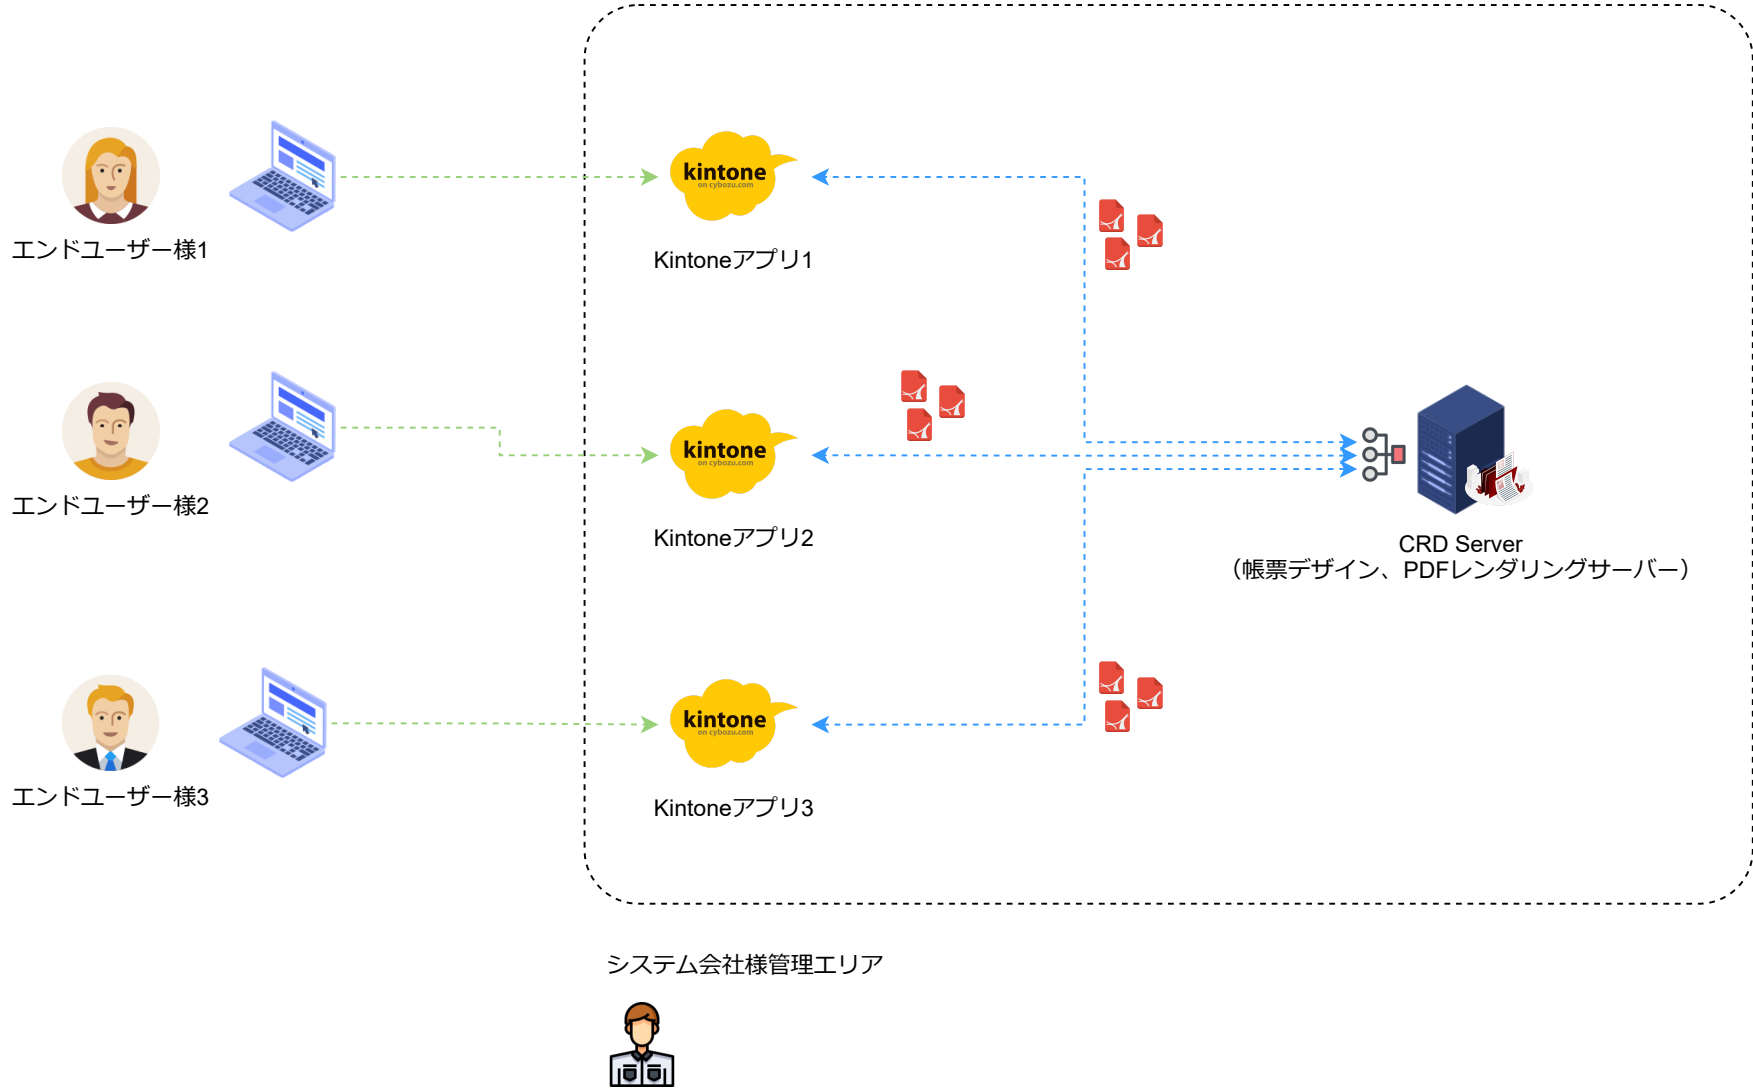 kintone
on cybozu.com
エンドユーザー様1
Kintoneアプリ1
kintone
on cybozu.com
エンドユーザー様2
Kintoneアプリ2
CRD Server
（帳票デザイン、PDFレンダリングサーバー）
kintone
on cybozu.com
エンドユーザー様3
Kintoneアプリ3
システム会社様管理エリア